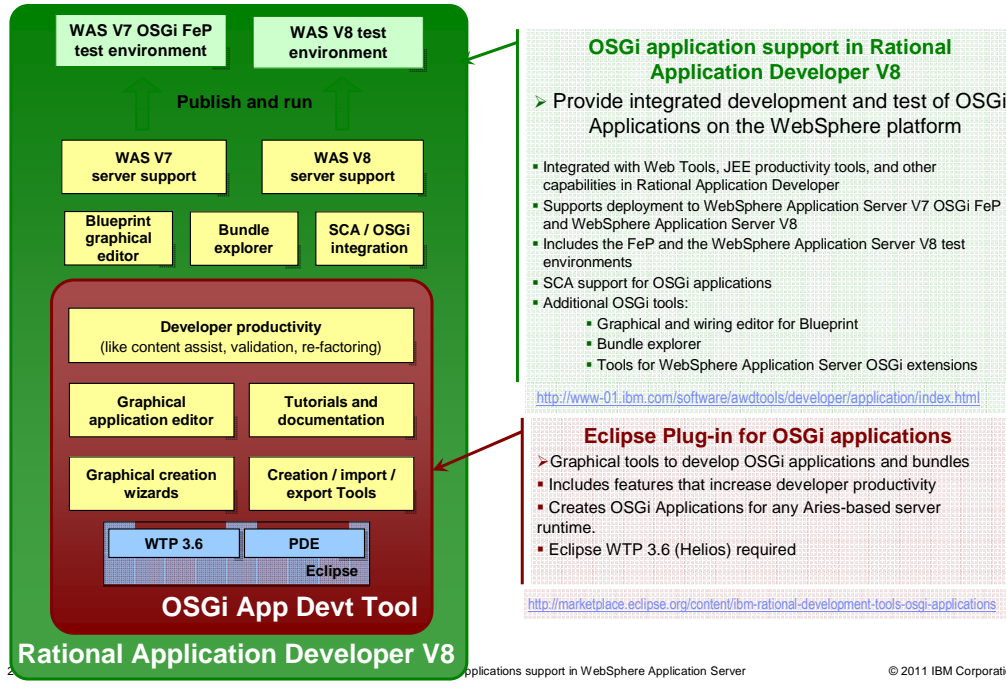 WAS V7 OSGi FeP
test environment
WAS V8 test
environment
Publish and run
WAS V7
server support
WAS V8
server support
Blueprint
graphical
editor
Bundle
explorer
SCA / OSGi
integration
Developer productivity
(like content assist, validation, re-factoring)
Graphical
application editor
Tutorials and
documentation
Graphical creation
wizards
Creation / import /
export Tools
WTP 3.6
PDE
Eclipse
OSGi App Devt Tool
Rational Application Developer V8
OSGi application support in Rational
Application Developer V8
➢ Provide integrated development and test of OSGi
Applications on the WebSphere platform
▪ Integrated with Web Tools, JEE productivity tools, and other
capabilities in Rational Application Developer
▪ Supports deployment to WebSphere Application Server V7 OSGi FeP
and WebSphere Application Server V8
▪ Includes the FeP and the WebSphere Application Server V8 test
environments
▪ SCA support for OSGi applications
▪ Additional OSGi tools:
▪ Graphical and wiring editor for Blueprint
▪ Bundle explorer
▪ Tools for WebSphere Application Server OSGi extensions
http://www-01.ibm.com/software/awdtools/developer/application/index.html
Eclipse Plug-in for OSGi applications
➢Graphical tools to develop OSGi applications and bundles
▪ Includes features that increase developer productivity
▪ Creates OSGi Applications for any Aries-based server
runtime.
▪ Eclipse WTP 3.6 (Helios) required
http://marketplace.eclipse.org/content/ibm-rational-development-tools-osgi-applications
2
pplications support in WebSphere Application Server
© 2011 IBM Corporati